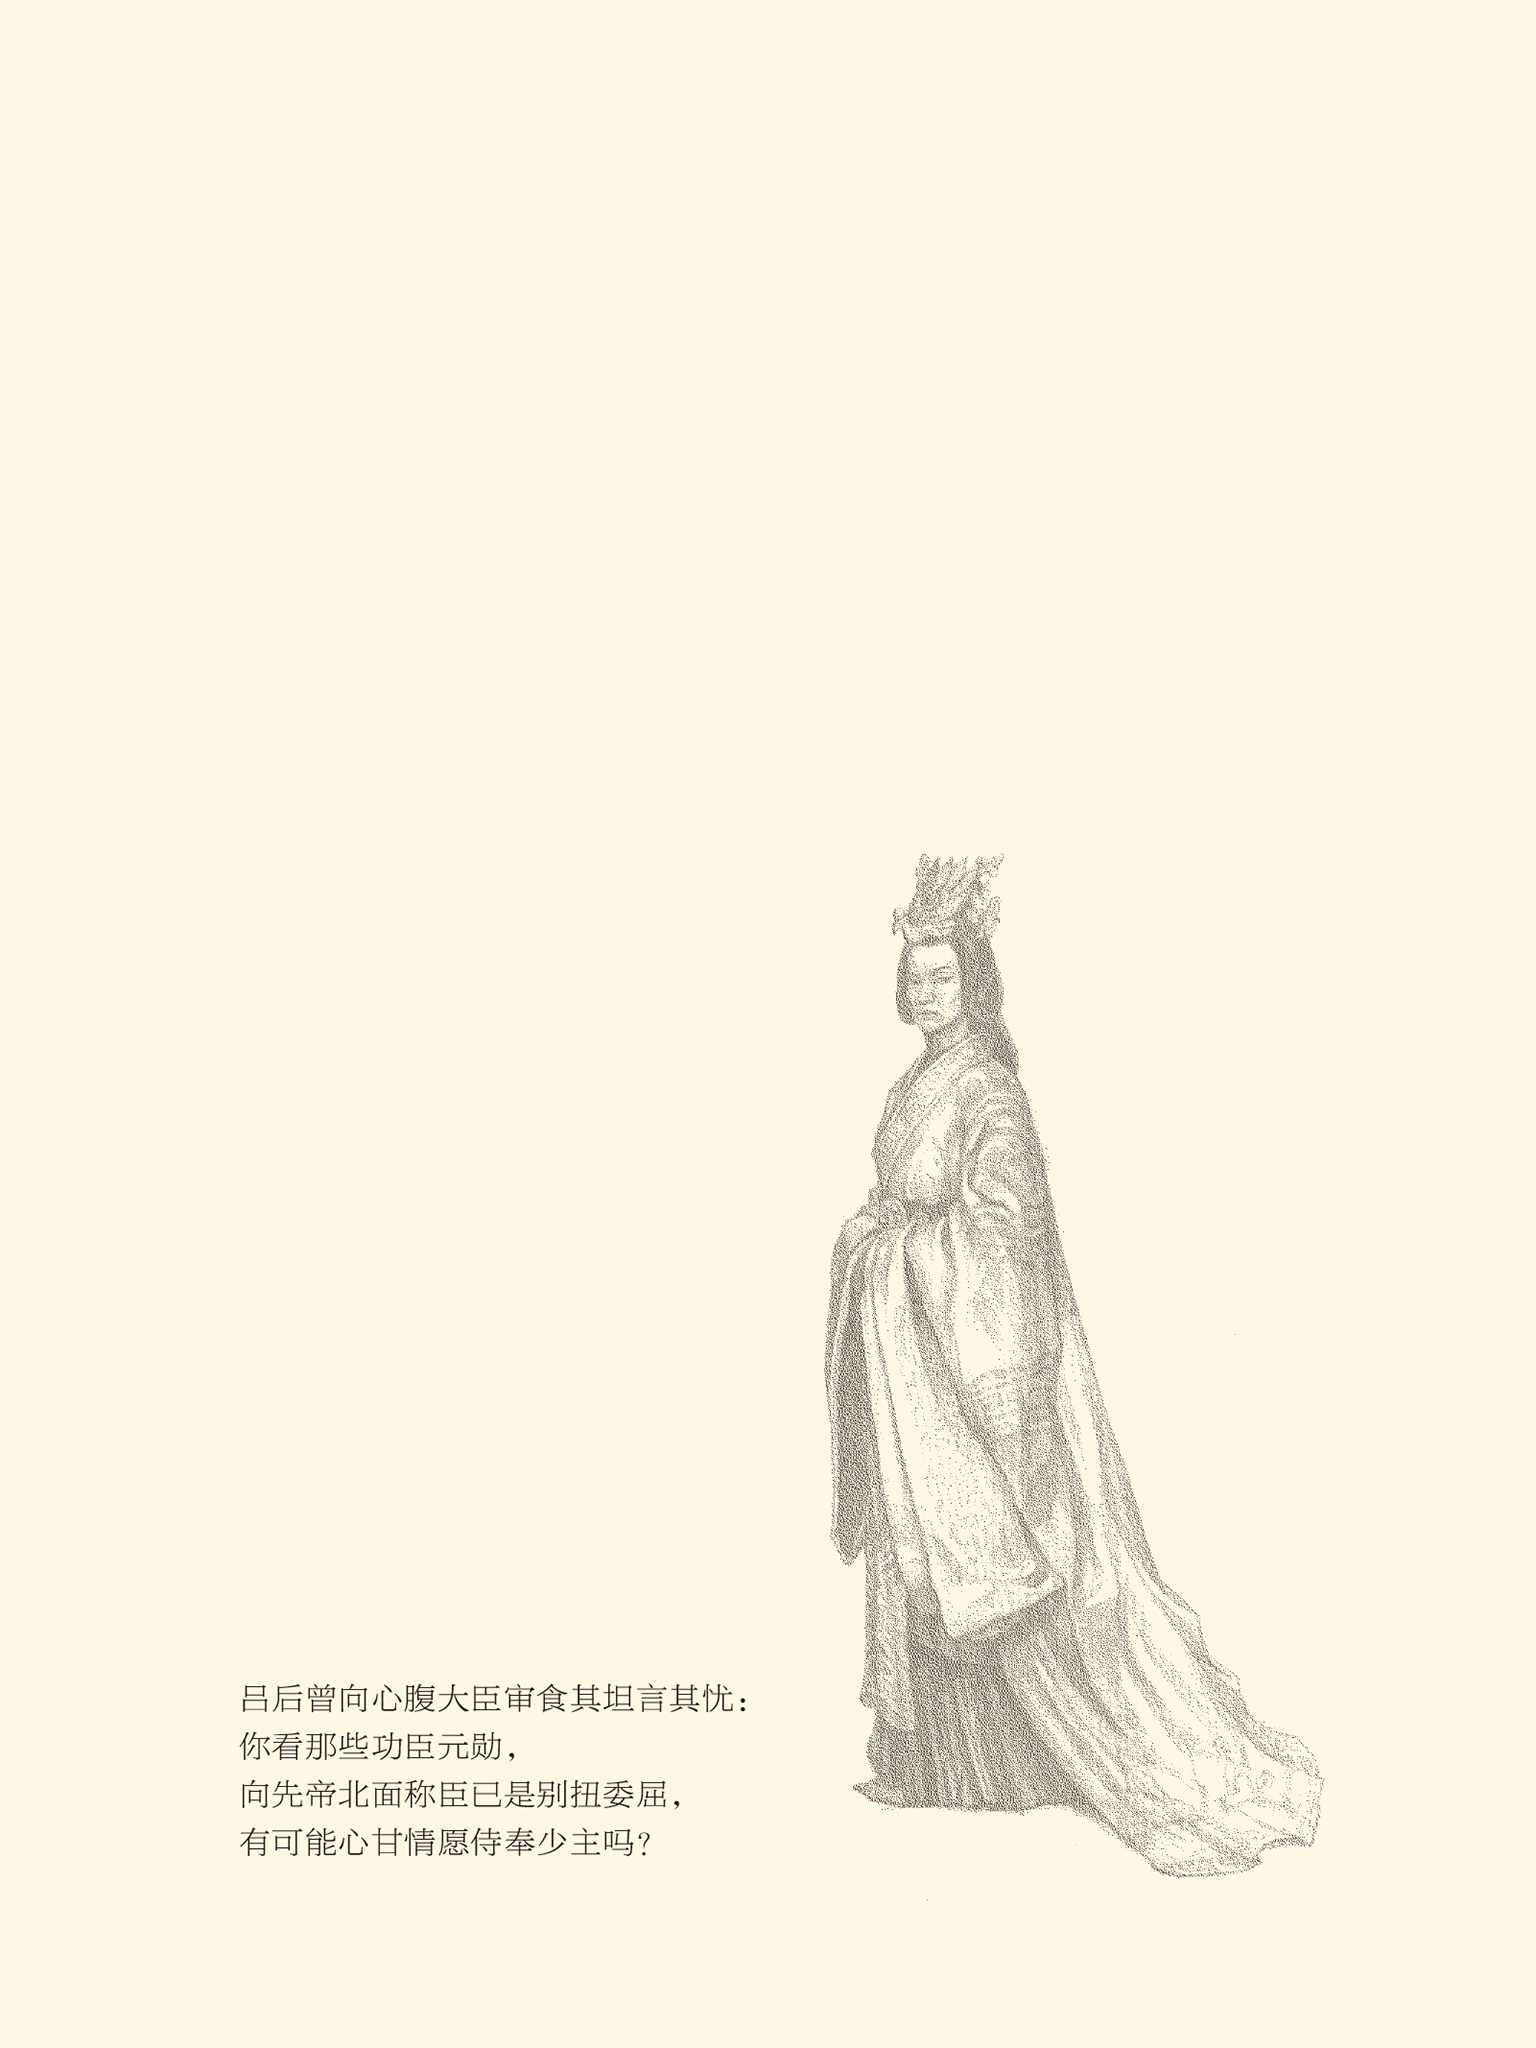 吕后曾向心腹大臣审食其坦言其忧：
你看那些功臣元勋，
向先帝北面称臣已是别扭委屈，
有可能心甘情愿侍奉少主吗？